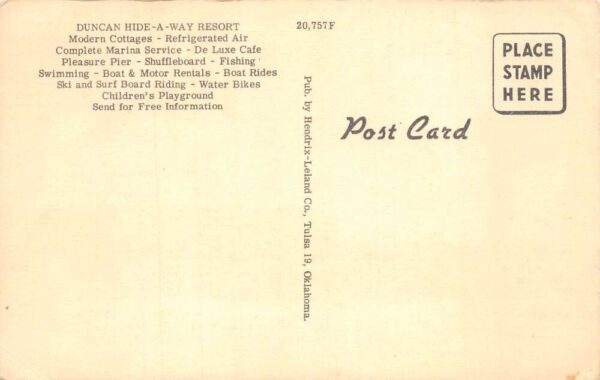 DUNCAN HIDE-A-WAY RESORT
Modern Cottages - Refrigerated Air
Complete Marina Service - De Luxe Cafe
Pleasure Pier - Shuffleboard - Fishing
Swimming - Boat & Motor Rentals - Boat Rides
Ski and Surf Board Riding - Water Bikes
Children's Playground
Send for Free Information
20,757F
Pub. by Hendrix-Leland Co., Tulsa 19, Oklahoma.
Post Card
PLACE
STAMP
HERE